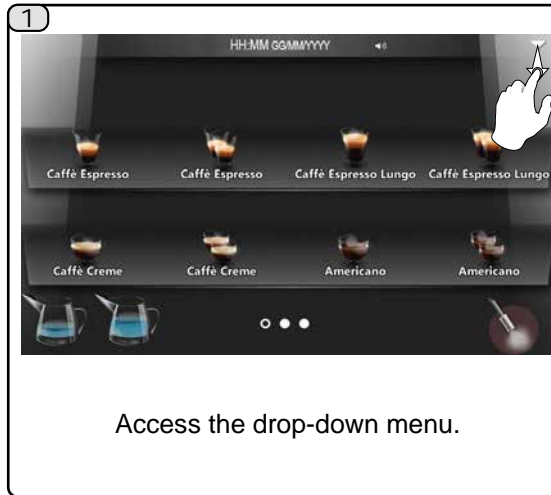 1
HH:MM GG/MM/YYYY
Caffè Espresso Caffè Espresso Caffè Espresso Lungo Caffè Espresso Lungo
Caffè Creme Caffè Creme Americano Americano
Access the drop-down menu.